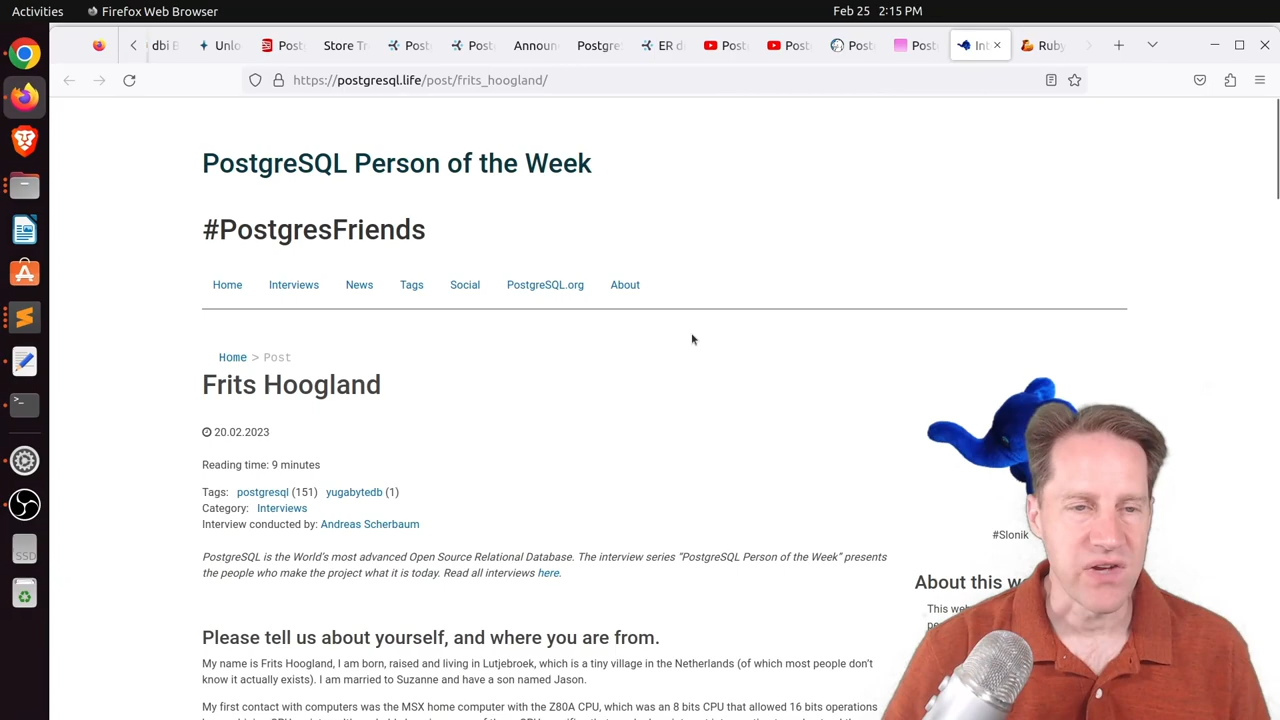 Activities
Firefox Web Browser
Feb 25 2:15 PM
dbi
Unlo
Post
Store Tr
Post
Post
Announ
Postgre
ER d
Post
Post
Post
Post
Int
Ruby
https://postgresql.life/post/frits_hoogland/
PostgreSQL Person of the Week
#PostgresFriends
Home Interviews News Tags Social PostgreSQL.org About
Home > Post
Frits Hoogland
20.02.2023
Reading time: 9 minutes
Tags: postgresql (151) yugabytedb (1)
Category: Interviews
Interview conducted by: Andreas Scherbaum
PostgreSQL is the World's most advanced Open Source Relational Database. The interview series "PostgreSQL Person of the Week" presents
the people who make the project what it is today. Read all interviews here.
#Slonik
About this w
This we
Please tell us about yourself, and where you are from.
My name is Frits Hoogland, I am born, raised and living in Lutjebroek, which is a tiny village in the Netherlands (of which most people don't
know it actually exists). I am married to Suzanne and have a son named Jason.
My first contact with computers was the MSX home computer with the Z80A CPU, which was an 8 bits CPU that allowed 16 bits operations
SSD